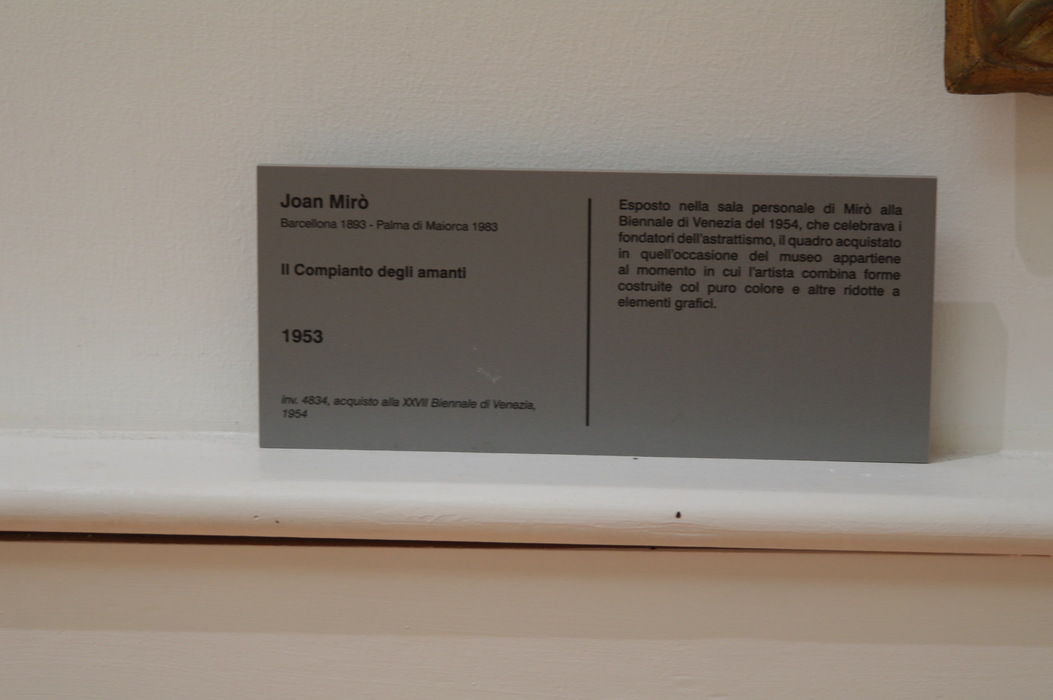 Joan Mirò
Barcellona 1893 - Palma di Maiorca 1983
Il Compianto degli amanti
1953
inv. 4834, acquisto alla XXVII Biennale di Venezia,
1954
Esposto nella sala personale di Mirò alla
Biennale di Venezia del 1954, che celebrava i
fondatori dell'astrattismo, il quadro acquistato
in quell'occasione del museo appartiene
al momento in cui l'artista combina forme
costruite col puro colore e altre ridotte a
elementi grafici.